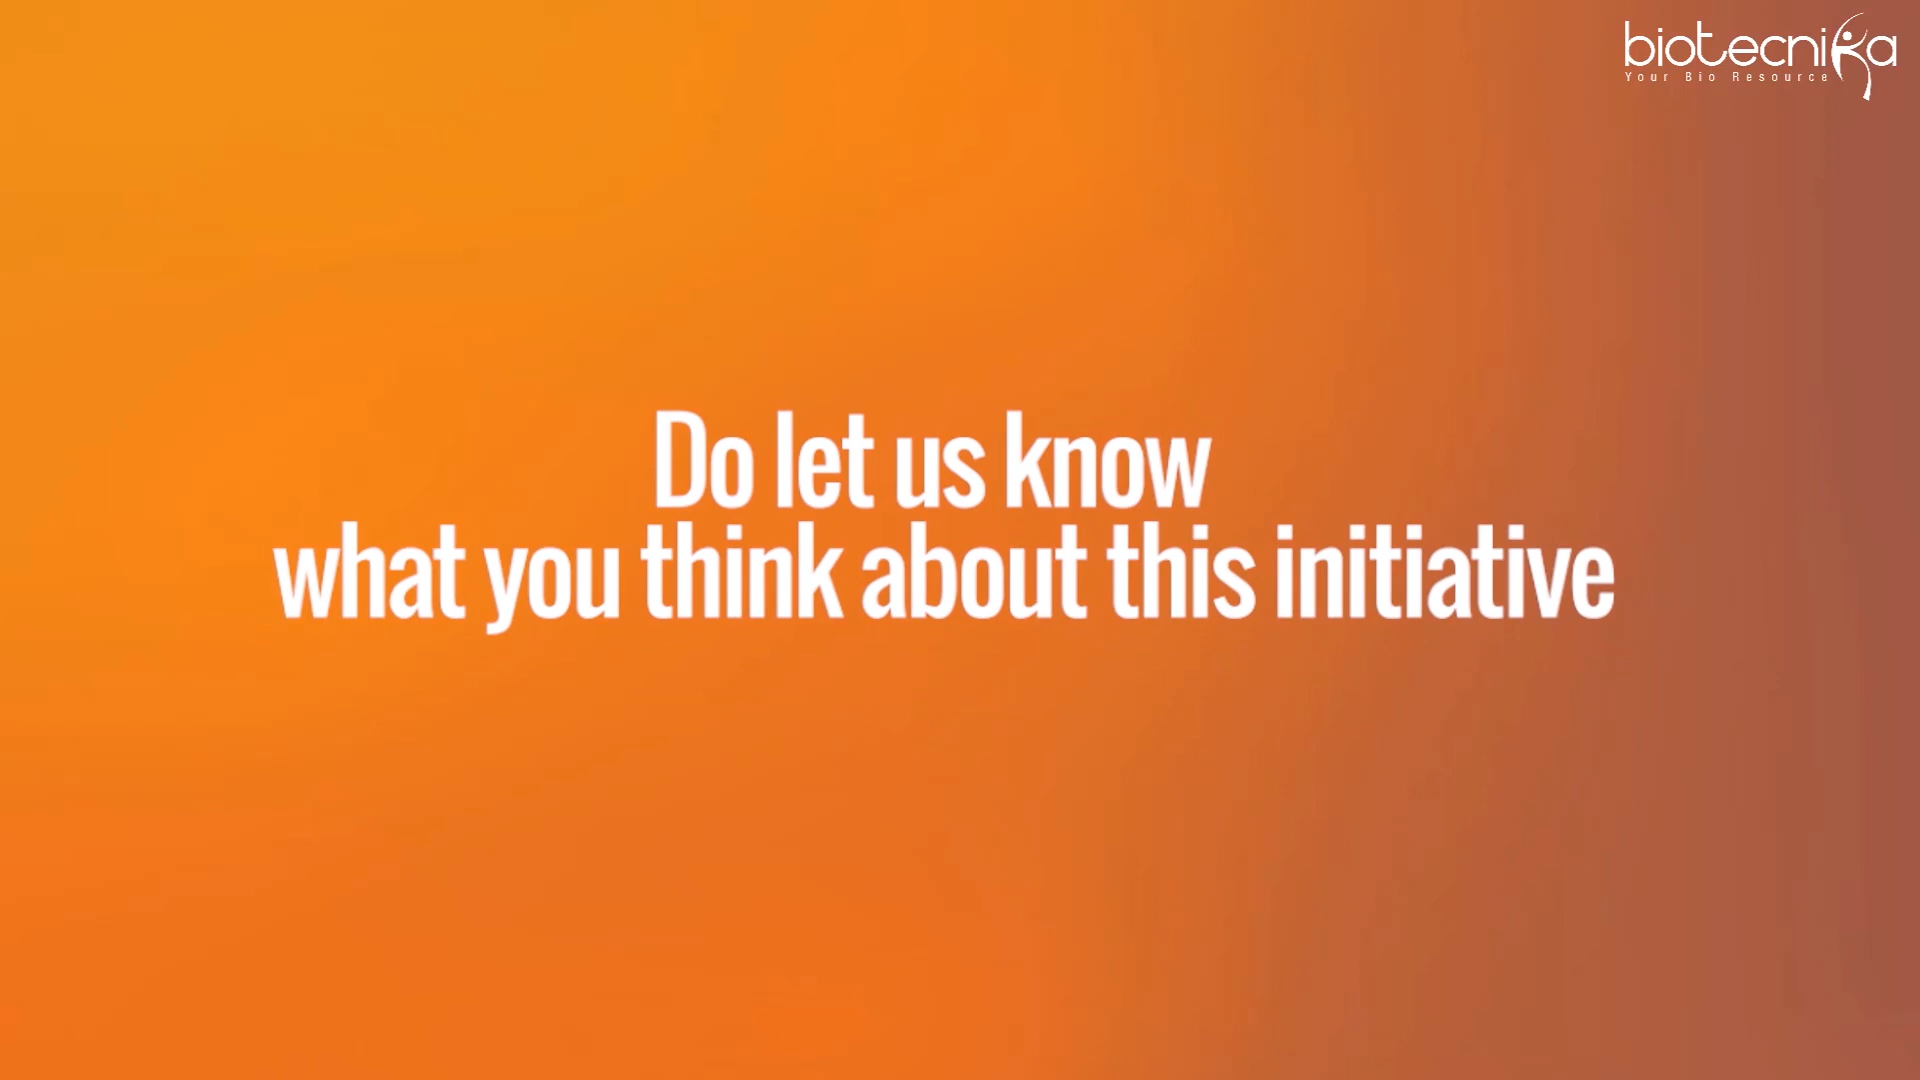 biotecnika
Your Bio Resource
Do let us know
what you think about this initiative